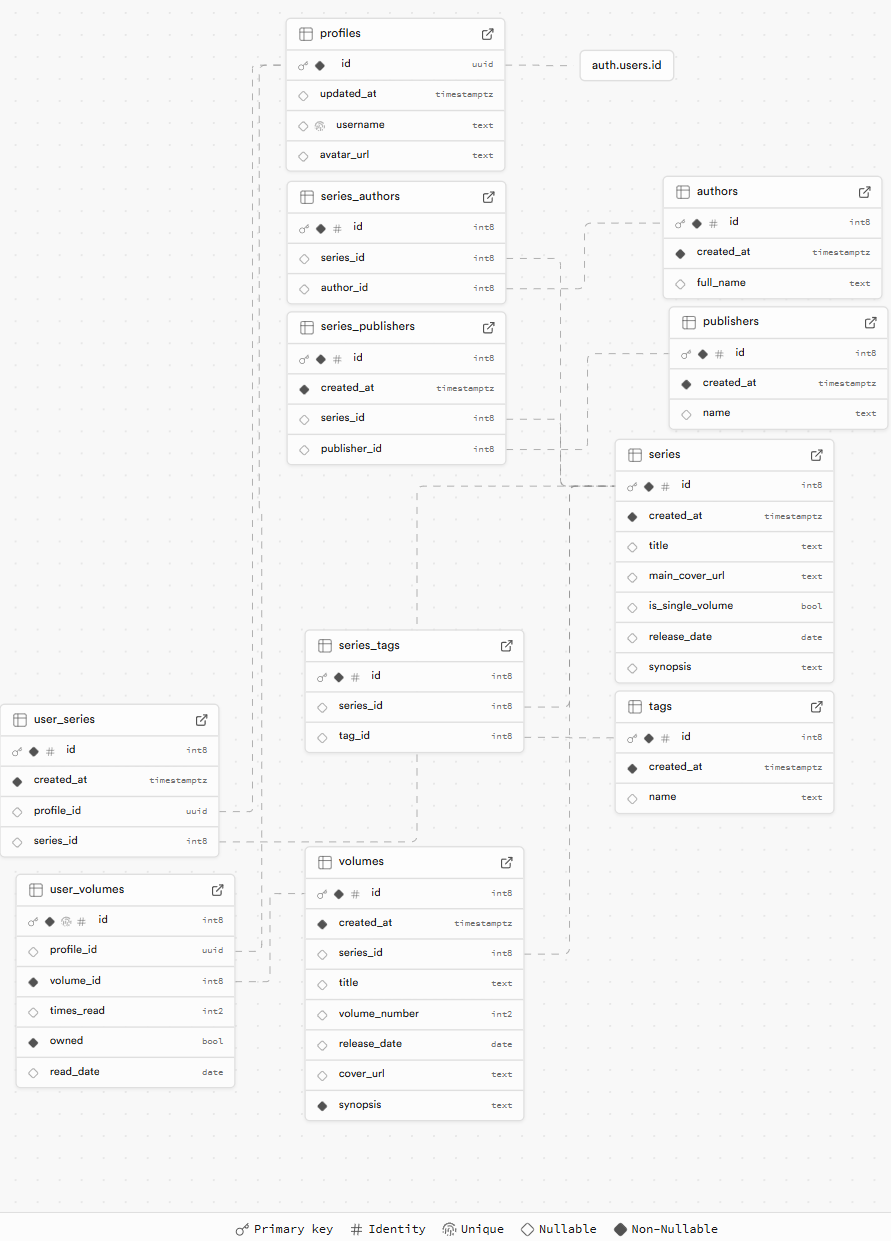 profiles
id uuid
updated_at timestamptz
username text
avatar_url text
auth.users.id
series_authors
id int8
series_id int8
author_id int8
authors
id int8
created_at timestamptz
full_name text
series_publishers
id int8
created_at timestamptz
series_id int8
publisher_id int8
publishers
id int8
created_at timestamptz
name text
series
id int8
created_at timestamptz
title text
main_cover_url text
is_single_volume bool
release_date date
synopsis text
series_tags
id int8
series_id int8
tag_id int8
tags
id int8
created_at timestamptz
name text
user_series
id int8
created_at timestamptz
profile_id uuid
series_id int8
user_volumes
id int8
profile_id uuid
volume_id int8
times_read int2
owned bool
read_date date
volumes
id int8
created_at timestamptz
series_id int8
title text
volume_number int2
release_date date
cover_url text
synopsis text
Primary key # Identity Unique Nullable Non-Nullable